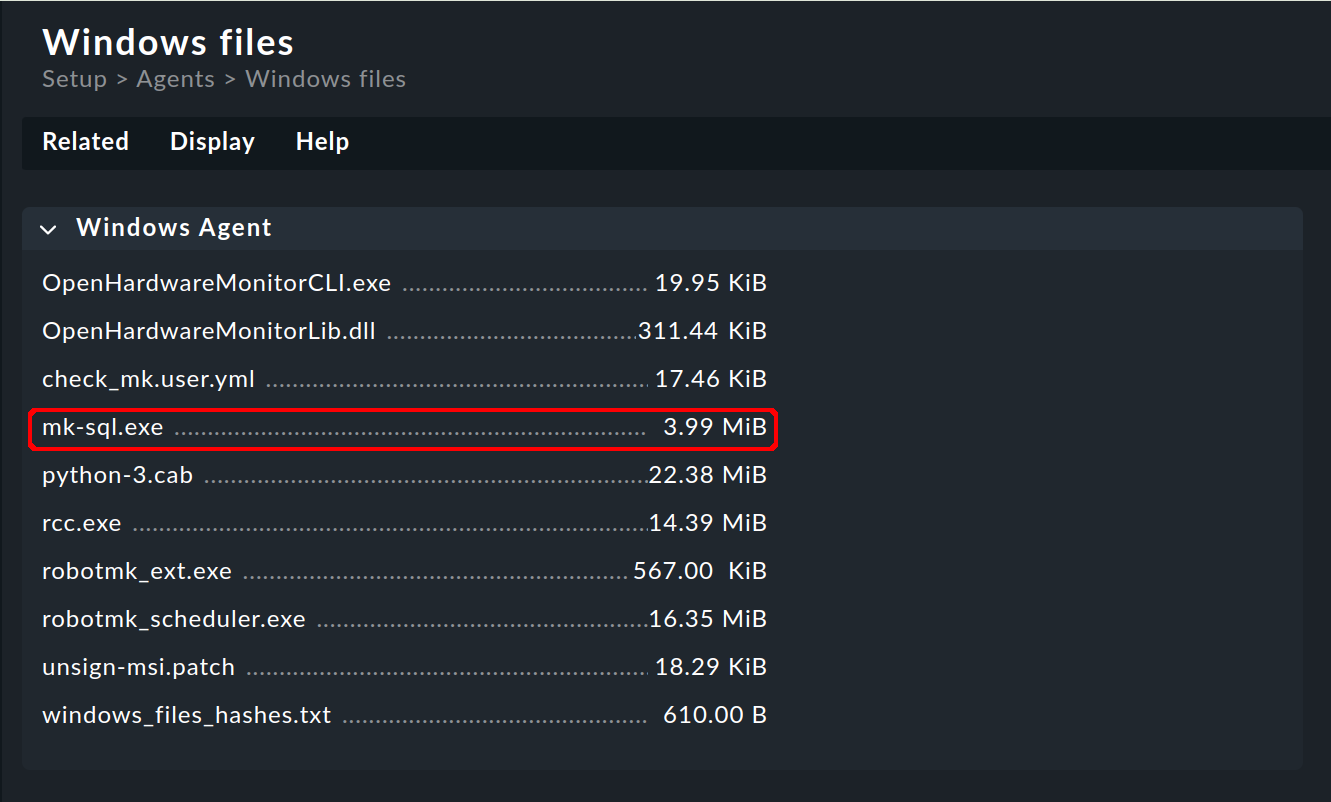 Windows files
Setup > Agents > Windows files
Related Display Help
Windows Agent
OpenHardwareMonitorCLI.exe ..................................... 19.95 KiB
OpenHardwareMonitorLib.dll ..................................... 311.44 KiB
check_mk.user.yml ..................................... 17.46 KiB
mk-sql.exe ..................................... 3.99 MiB
python-3.cab ..................................... 22.38 MiB
rcc.exe ..................................... 14.39 MiB
robotmk_ext.exe ..................................... 567.00 KiB
robotmk_scheduler.exe ..................................... 16.35 MiB
unsign-msi.patch ..................................... 18.29 KiB
windows_files_hashes.txt ..................................... 610.00 B